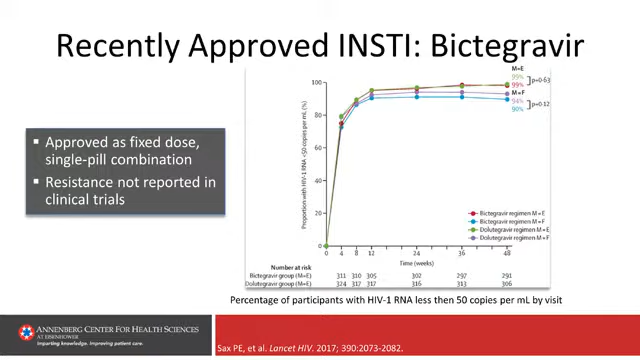 Recently Approved INSTI: Bictegravir
Approved as fixed dose,
single-pill combination
Resistance not reported in
clinical trials
Proportion with HIV-1 RNA <50 copies per mL (%)
100
80
60
40
20
0
M=E
99%
99%
p=0·63
M=F
94%
90%
p=0·12
Bictegravir regimen M=E
Bictegravir regimen M=F
Dolutegravir regimen M=E
Dolutegravir regimen M=F
0 4 8 12 24 36 48
Time (weeks)
Number at risk
Bictegravir group (M=E) 311 310 305 302 297 291
Dolutegravir group (M=E) 324 317 317 316 313 306
Percentage of participants with HIV-1 RNA less then 50 copies per mL by visit
ANNENBERG CENTER FOR HEALTH SCIENCES
AT EISENHOWER
Imparting knowledge. Improving patient care.
Sax PE, et al. Lancet HIV. 2017; 390:2073-2082.